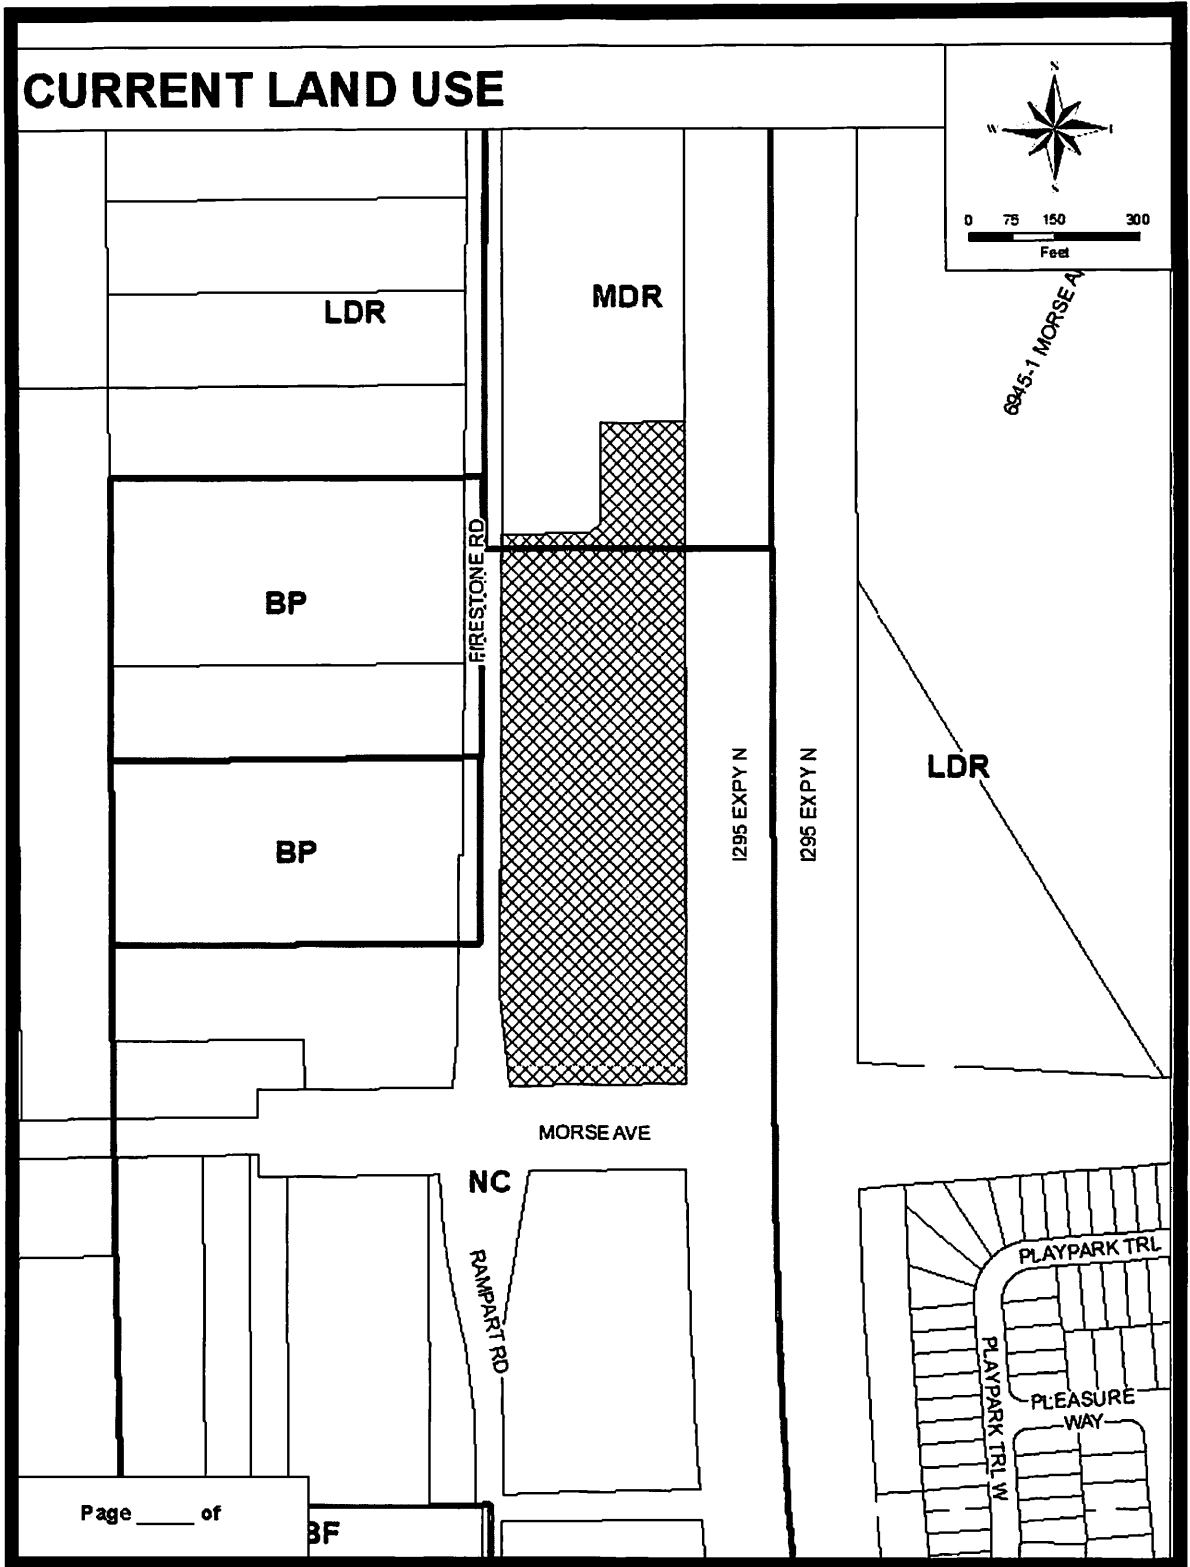 CURRENT LAND USE
N
W
S
0 75 150 300
Feet
6945-1 MORSE
LDR
MDR
FIRESTONE RD
BP
LDR
I295 EXPY N
I295 EXPY N
BP
MORSE AVE
NC
RAMPART RD
PLAYPARK TRL
PLAYPARK TRL W
PLEASURE
WAY
Page _____ of
BF